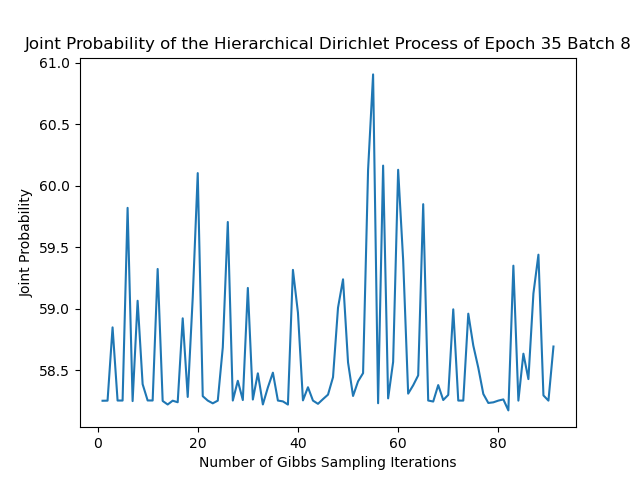 Joint Probability of the Hierarchical Dirichlet Process of Epoch 35 Batch 8
61.0
60.5
60.0
59.5
59.0
58.5
Joint Probability
0 20 40 60 80
Number of Gibbs Sampling Iterations